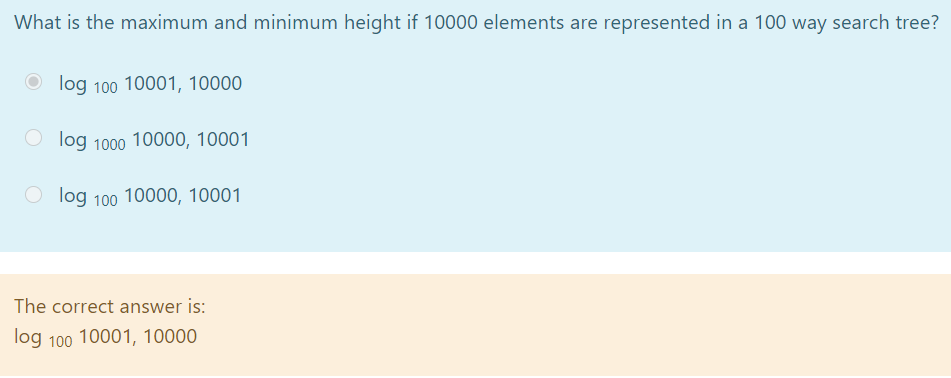 What is the maximum and minimum height if 10000 elements are represented in a 100 way search tree?
log 100 10001, 10000
log 1000 10000, 10001
log 100 10000, 10001
The correct answer is:
log 100 10001, 10000